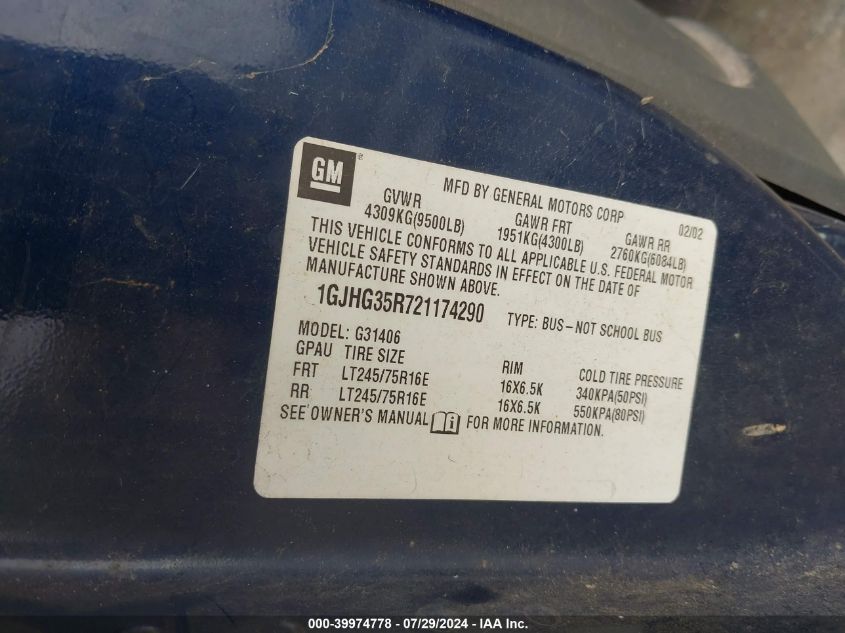 GM ®
MFD BY GENERAL MOTORS CORP 02/02
GVWR GAWR FRT GAWR RR
4309KG(9500LB) 1951KG(4300LB) 2760KG(6084LB)
THIS VEHICLE CONFORMS TO ALL APPLICABLE U.S. FEDERAL MOTOR
VEHICLE SAFETY STANDARDS IN EFFECT ON THE DATE OF
MANUFACTURE SHOWN ABOVE.
1GJHG35R721174290 TYPE: BUS-NOT SCHOOL BUS
MODEL: G31406
GPAU TIRE SIZE RIM COLD TIRE PRESSURE
FRT LT245/75R16E 16X6.5K 340KPA(50PSI)
RR LT245/75R16E 16X6.5K 550KPA(80PSI)
SEE OWNER'S MANUAL i FOR MORE INFORMATION.
000-39974778 - 07/29/2024 - IAA Inc.